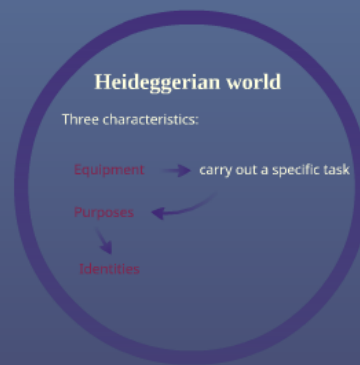 Heideggerian world
Three characteristics:
Equipment carry out a specific task
Purposes
Identities